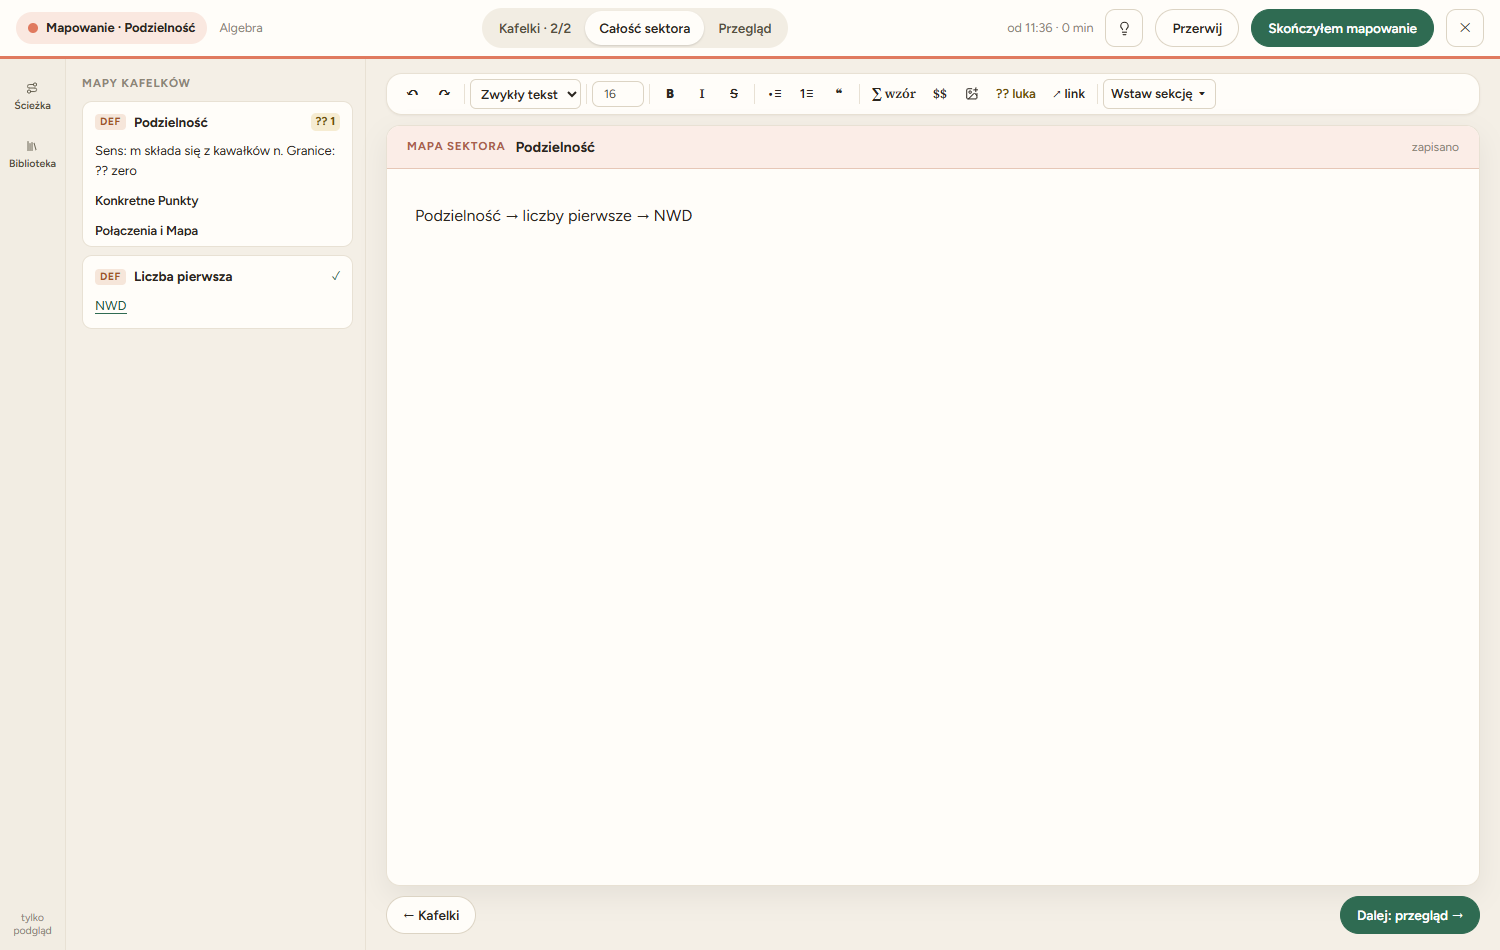 Mapowanie · Podzielność
Algebra
Kafelki · 2/2
Całość sektora
Przegląd
od 11:36 · 0 min
Przerwij
Skończyłem mapowanie
Ścieżka
Biblioteka
tylko
podgląd
MAPY KAFELKÓW
DEF Podzielność ?? 1
Sens: m składa się z kawałków n. Granice:
?? zero
Konkretne Punkty
Połączenia i Mapa
DEF Liczba pierwsza ✓
NWD
Zwykły tekst 16 B I S 1 ❝ ∑ wzór $$ ?? luka ↗ link Wstaw sekcję
MAPA SEKTORA Podzielność
zapisano
Podzielność → liczby pierwsze → NWD
← Kafelki
Dalej: przegląd →